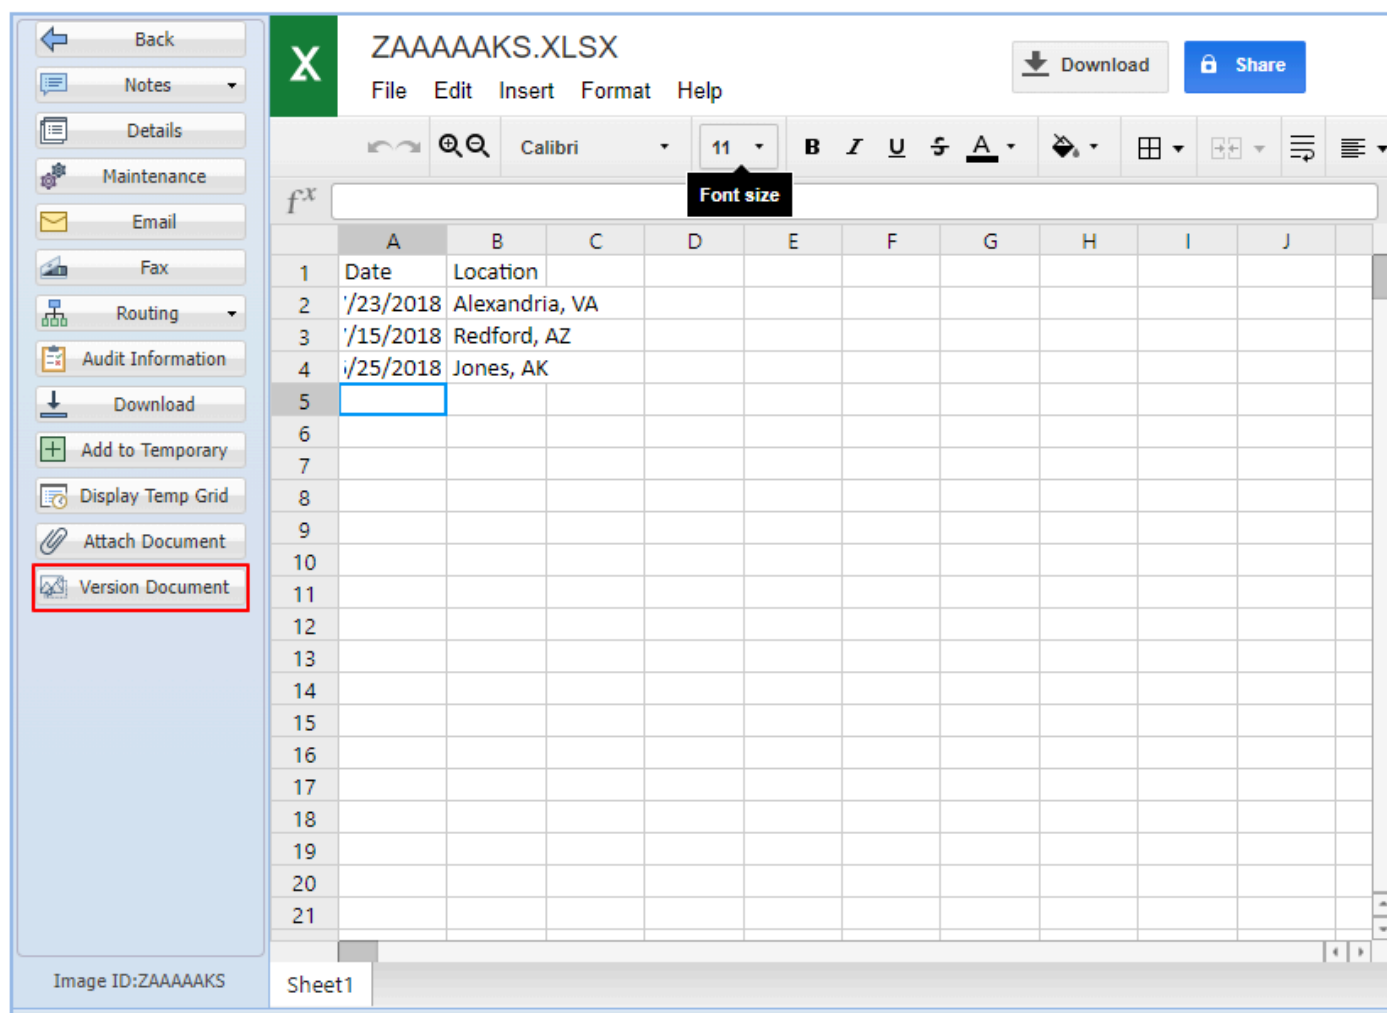 Back
Notes
Details
Maintenance
Email
Fax
Routing
Audit Information
Download
Add to Temporary
Display Temp Grid
Attach Document
Version Document
Image ID:ZAAAAAKS
X
ZAAAAAKS.XLSX
File Edit Insert Format Help
Download
Share
Calibri 11 B I U S A
Font size
fx
A B C D E F G H I J
1 Date Location
2 /23/2018 Alexandria, VA
3 /15/2018 Redford, AZ
4 /25/2018 Jones, AK
5
6
7
8
9
10
11
12
13
14
15
16
17
18
19
20
21
Sheet1